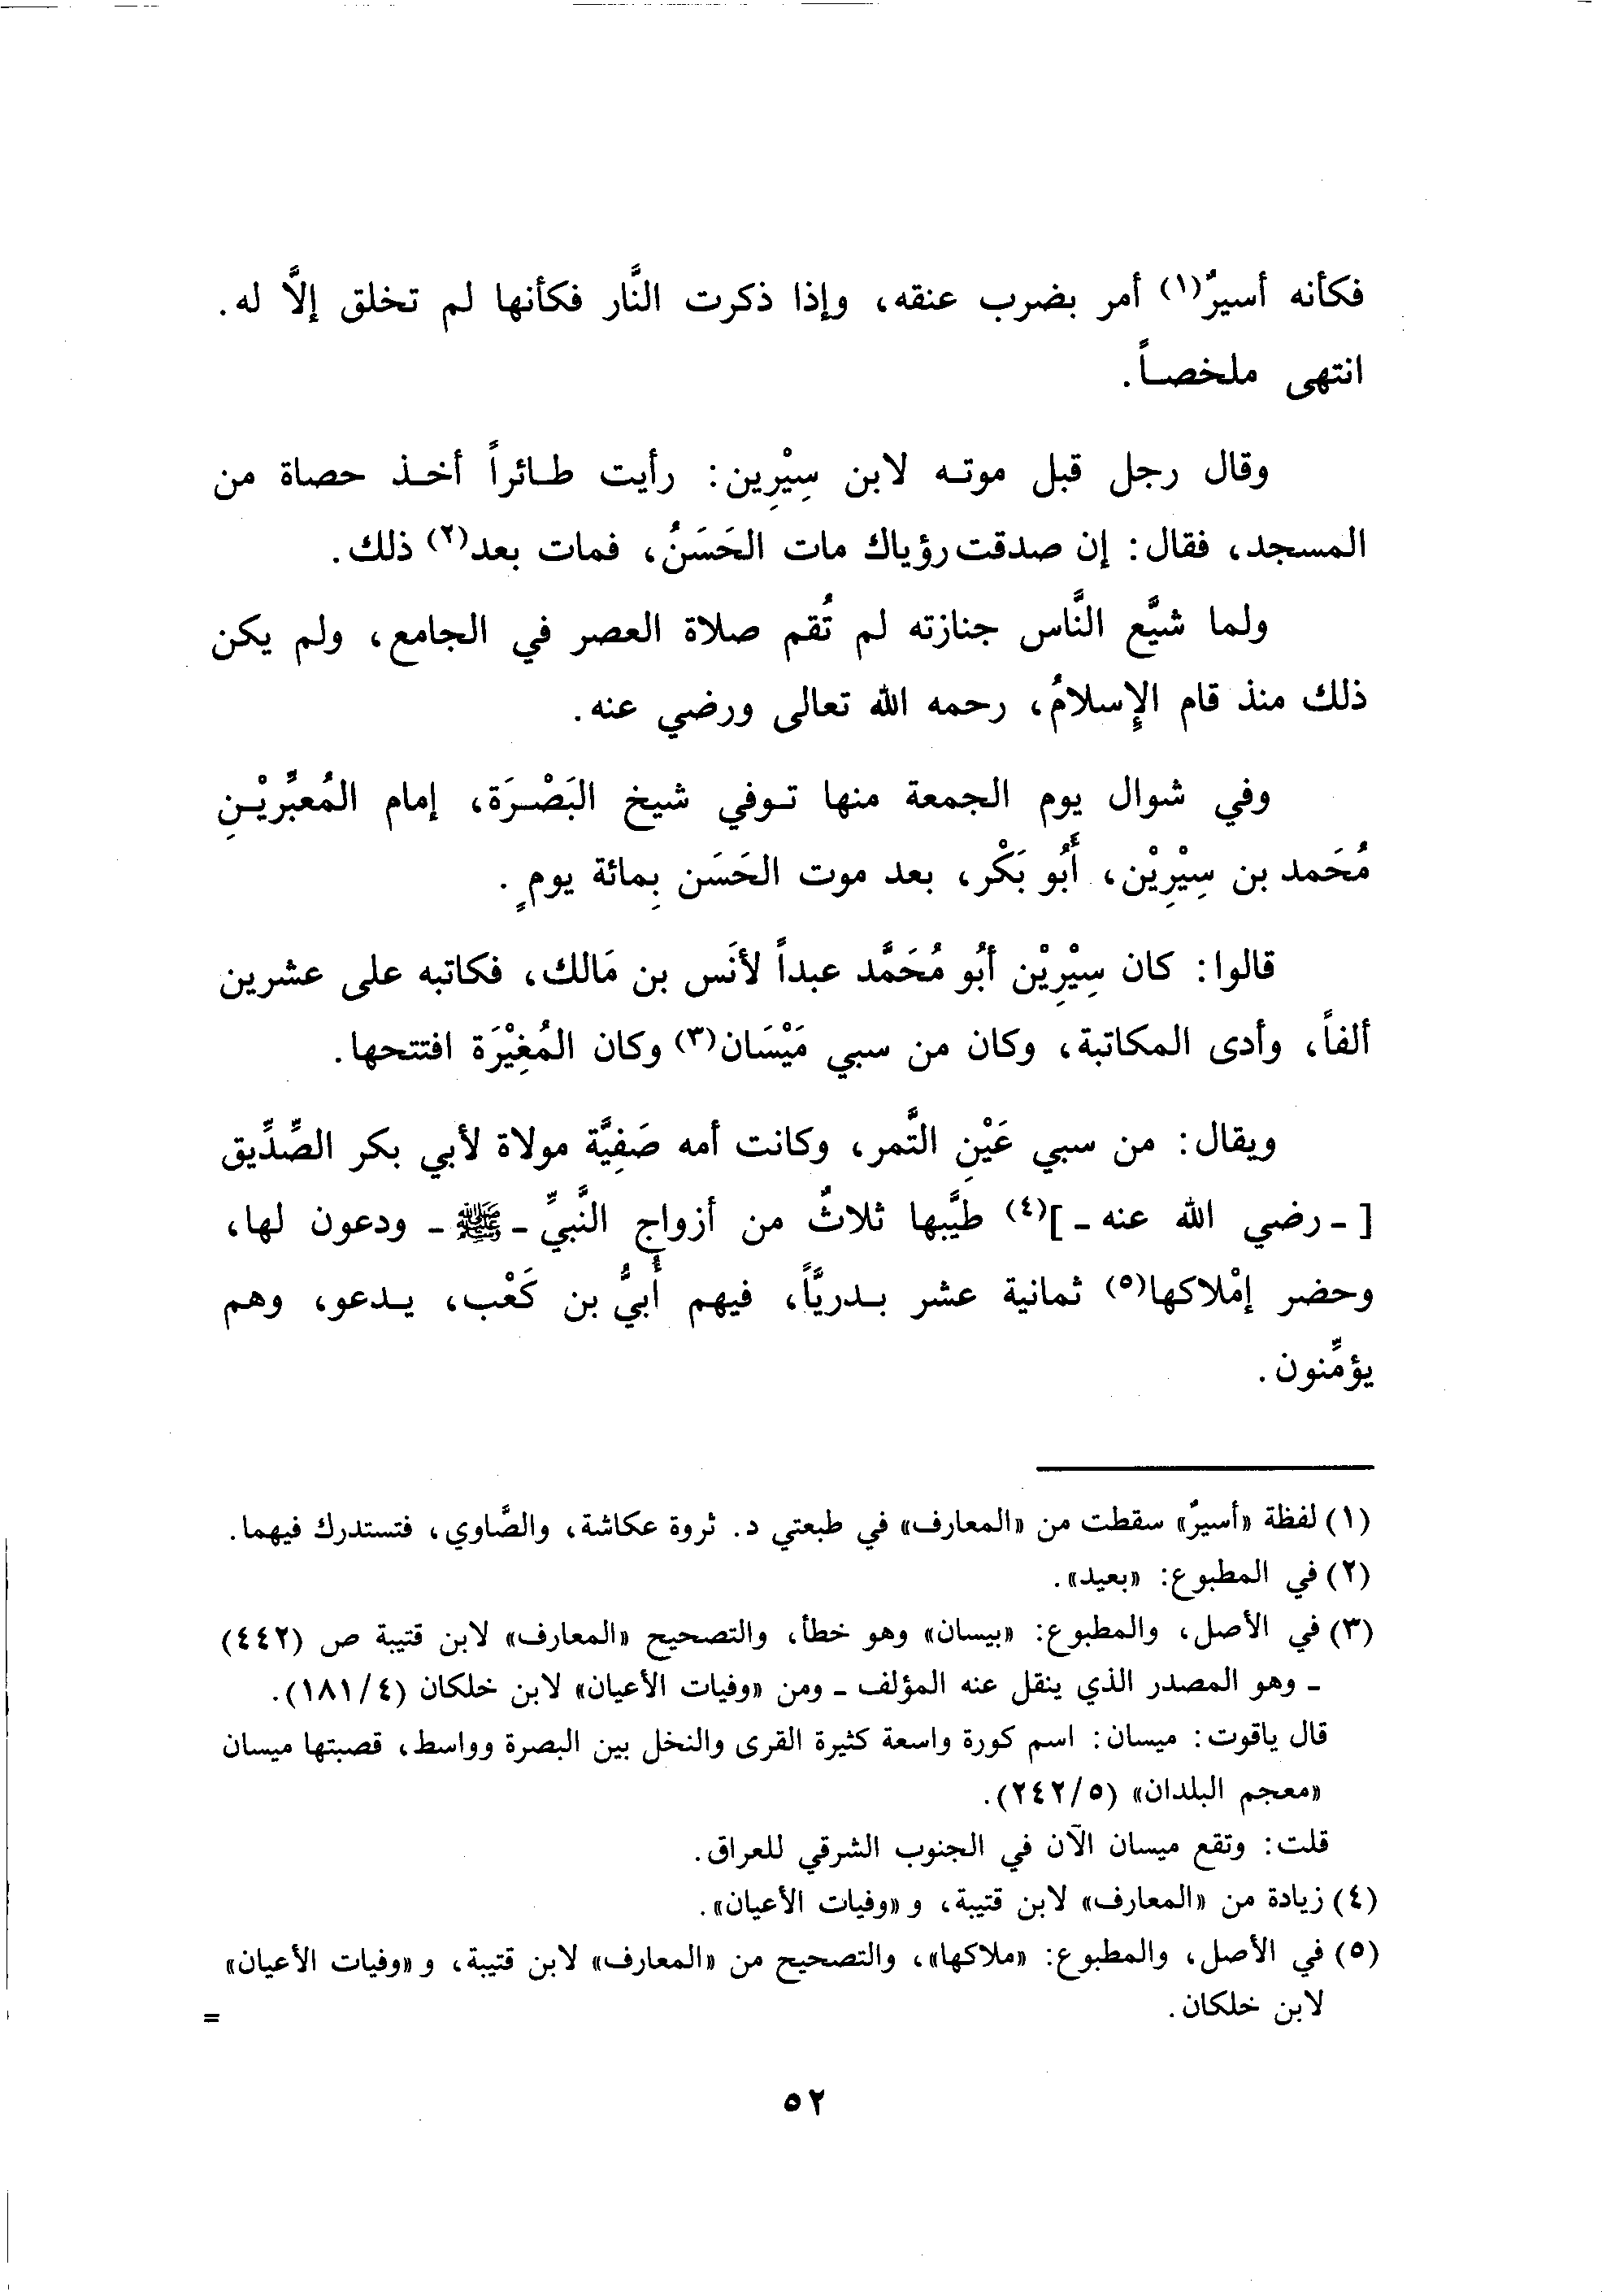 فكأنه أسيرٌ(١) أمر بضرب عنقه، وإذا ذكرت النَّار فكأنها لم تخلق إلاَّ له.
انتهى ملخصاً.
وقال رجل قبل موته لابن سِيْرِين: رأيت طائراً أخذ حصاة من
المسجد، فقال: إن صدقت رؤياك مات الحَسَنُ، فمات بعد(٢) ذلك.
ولما شيَّع النَّاس جنازته لم تُقم صلاة العصر في الجامع، ولم يكن
ذلك منذ قام الإِسلامُ، رحمه الله تعالى ورضي عنه.
وفي شوال يوم الجمعة منها توفي شيخ البَصْرَة، إمام المُعبِّرِيْنِ
مُحَمد بن سِيْرِيْن، أَبُو بَكْر، بعد موت الحَسَن بِمائة يومٍ.
قالوا: كان سِيْرِيْن أبُو مُحَمَّد عبداً لأنَس بن مَالك، فكاتبه على عشرين
ألفاً، وأدى المكاتبة، وكان من سبي مَيْسَان(٣) وكان المُغِيْرَة افتتحها.
ويقال: من سبي عَيْنِ التَّمر، وكانت أمه صَفِيَّة مولاة لأبي بكر الصِّدِّيق
[ - رضي الله عنه - ](٤) طيَّبها ثلاثٌ من أزواج النَّبيِّ - ﷺ - ودعون لها،
وحضر إمْلاكها(٥) ثمانية عشر بدريَّاً، فيهم أُبيُّ بن كَعْب، يدعو، وهم
يؤمِّنون.
(١) لفظة «أسيرٌ» سقطت من «المعارف» في طبعتي د. ثروة عكاشة، والصَّاوي، فتستدرك فيهما.
(٢) في المطبوع: «بعيد».
(٣) في الأصل، والمطبوع: «بيسان» وهو خطأ، والتصحيح «المعارف» لابن قتيبة ص (٤٤٢)
- وهو المصدر الذي ينقل عنه المؤلف - ومن «وفيات الأعيان» لابن خلكان (٤/١٨١).
قال ياقوت: ميسان: اسم كورة واسعة كثيرة القرى والنخل بين البصرة وواسط، قصبتها ميسان
«معجم البلدان» (٥/٢٤٢).
قلت: وتقع ميسان الآن في الجنوب الشرقي للعراق.
(٤) زيادة من «المعارف» لابن قتيبة، و «وفيات الأعيان».
(٥) في الأصل، والمطبوع: «ملاكها»، والتصحيح من «المعارف» لابن قتيبة، و «وفيات الأعيان»
لابن خلكان. =
٥٢